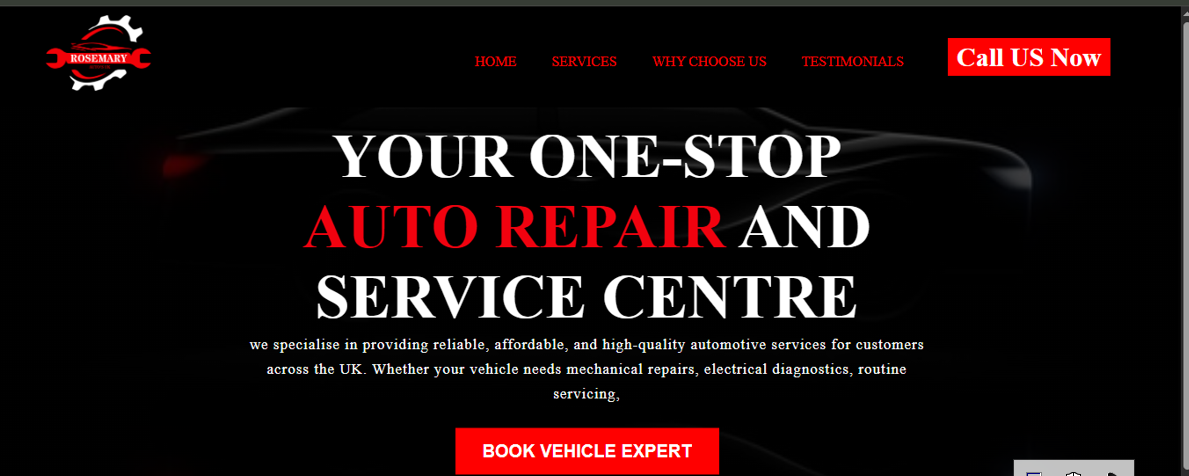 ROSEMARY
HOME SERVICES WHY CHOOSE US TESTIMONIALS Call US Now
YOUR ONE-STOP
AUTO REPAIR AND
SERVICE CENTRE
we specialise in providing reliable, affordable, and high-quality automotive services for customers
across the UK. Whether your vehicle needs mechanical repairs, electrical diagnostics, routine
servicing,
BOOK VEHICLE EXPERT